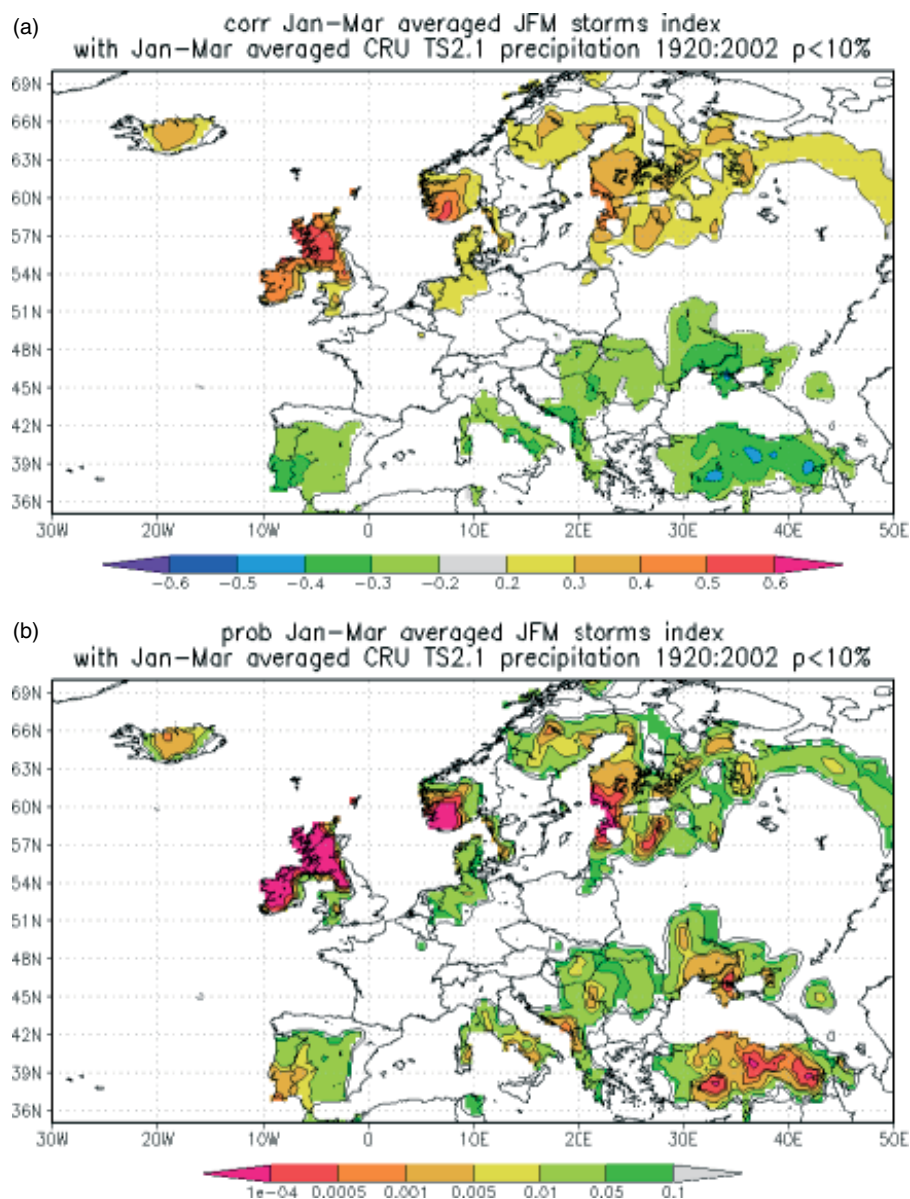 (a)
corr Jan-Mar averaged JFM storms index
with Jan-Mar averaged CRU TS2.1 precipitation 1920:2002 p<10%
69N
66N
63N
60N
57N
54N
51N
48N
45N
42N
39N
36N
30W 20W 10W 0 10E 20E 30E 40E 50E
-0.6 -0.5 -0.4 -0.3 -0.2 0.2 0.3 0.4 0.5 0.6
(b)
prob Jan-Mar averaged JFM storms index
with Jan-Mar averaged CRU TS2.1 precipitation 1920:2002 p<10%
69N
66N
63N
60N
57N
54N
51N
48N
45N
42N
39N
36N
30W 20W 10W 0 10E 20E 30E 40E 50E
1e-04 0.0005 0.001 0.005 0.01 0.05 0.1